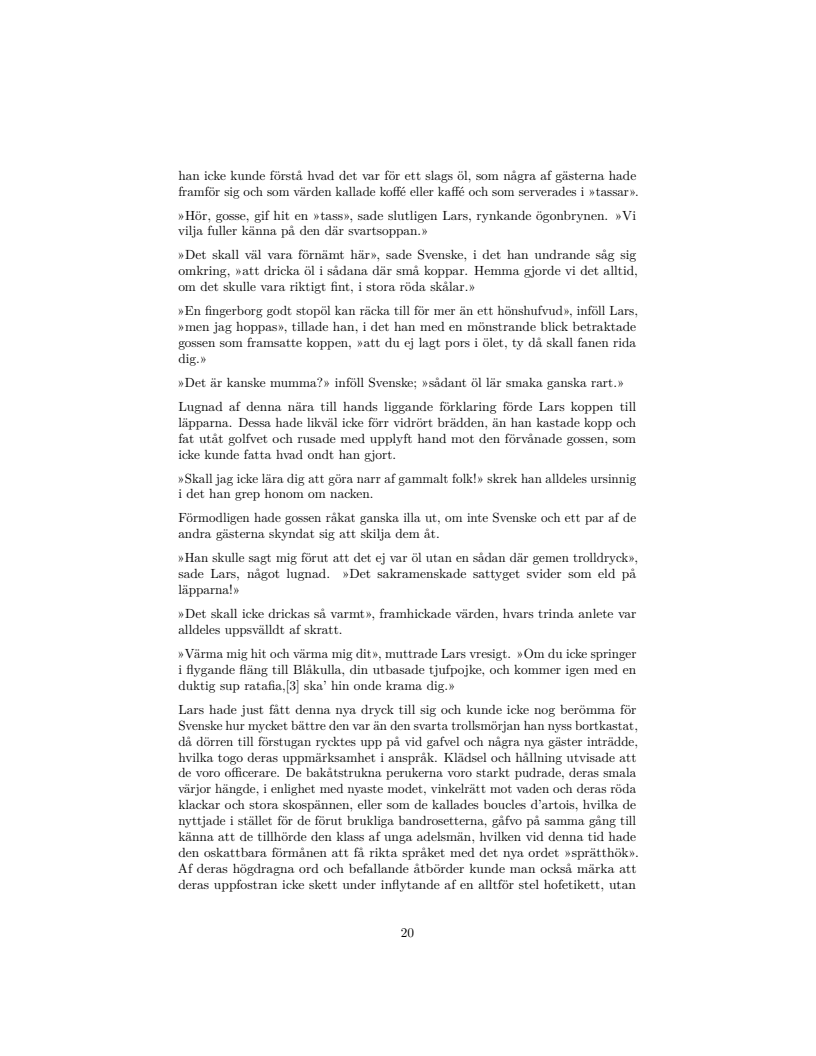 han icke kunde förstå hvad det var för ett slags öl, som några af gästerna hade
framför sig och som värden kallade koffé eller kaffé och som serverades i »tassar».
»Hör, gosse, gif hit en »tass», sade slutligen Lars, rynkande ögonbrynen. »Vi
vilja fuller känna på den där svartsoppan.»
»Det skall väl vara förnämt här», sade Svenske, i det han undrande såg sig
omkring, »att dricka öl i sådana där små koppar. Hemma gjorde vi det alltid,
om det skulle vara riktigt fint, i stora röda skålar.»
»En fingerborg godt stopöl kan räcka till för mer än ett hönshufvud», inföll Lars,
»men jag hoppas», tillade han, i det han med en mönstrande blick betraktade
gossen som framsatte koppen, »att du ej lagt pors i ölet, ty då skall fanen rida
dig.»
»Det är kanske mumma?» inföll Svenske; »sådant öl lär smaka ganska rart.»
Lugnad af denna nära till hands liggande förklaring förde Lars koppen till
läpparna. Dessa hade likväl icke förr vidrört brädden, än han kastade kopp och
fat utåt golfvet och rusade med upplyft hand mot den förvånade gossen, som
icke kunde fatta hvad ondt han gjort.
»Skall jag icke lära dig att göra narr af gammalt folk!» skrek han alldeles ursinnig
i det han grep honom om nacken.
Förmodligen hade gossen råkat ganska illa ut, om inte Svenske och ett par af de
andra gästerna skyndat sig att skilja dem åt.
»Han skulle sagt mig förut att det ej var öl utan en sådan där gemen trolldryck»,
sade Lars, något lugnad. »Det sakramenskade sattyget svider som eld på
läpparna!»
»Det skall icke drickas så varmt», framhickade värden, hvars trinda anlete var
alldeles uppsvälldt af skratt.
»Värma mig hit och värma mig dit», muttrade Lars vresigt. »Om du icke springer
i flygande fläng till Blåkulla, din utbasade tjufpojke, och kommer igen med en
duktig sup ratafia,[3] ska’ hin onde krama dig.»
Lars hade just fått denna nya dryck till sig och kunde icke nog berömma för
Svenske hur mycket bättre den var än den svarta trollsmörjan han nyss bortkastat,
då dörren till förstugan rycktes upp på vid gafvel och några nya gäster inträdde,
hvilka togo deras uppmärksamhet i anspråk. Klädsel och hållning utvisade att
de voro officerare. De bakåtstrukna perukerna voro starkt pudrade, deras smala
värjor hängde, i enlighet med nyaste modet, vinkelrätt mot vaden och deras röda
klackar och stora skospännen, eller som de kallades boucles d’artois, hvilka de
nyttjade i stället för de förut brukliga bandrosetterna, gåfvo på samma gång till
känna att de tillhörde den klass af unga adelsmän, hvilken vid denna tid hade
den oskattbara förmånen att få rikta språket med det nya ordet »sprätthök».
Af deras högdragna ord och befallande åtbörder kunde man också märka att
deras uppfostran icke skett under inflytande af en alltför stel hofetikett, utan
20